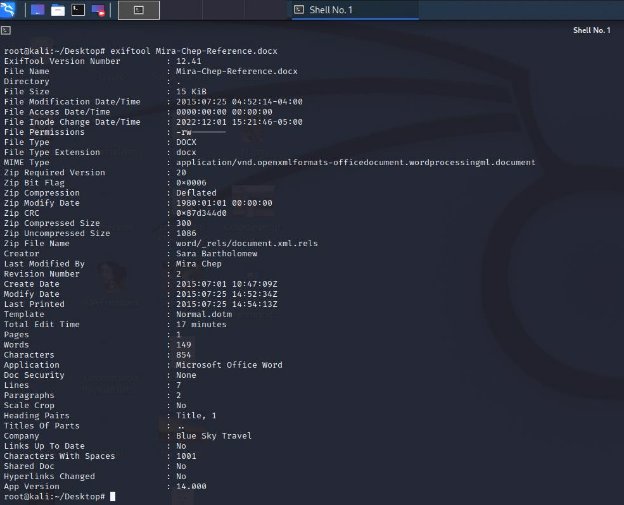 Shell No. 1
Shell No. 1
root@kali:~/Desktop# exiftool Mira-Chep-Reference.docx
ExifTool Version Number : 12.41
File Name : Mira-Chep-Reference.docx
Directory : .
File Size : 15 KiB
File Modification Date/Time : 2015:07:25 04:52:14-04:00
File Access Date/Time : 0000:00:00 00:00:00
File Inode Change Date/Time : 2022:12:01 15:21:46-05:00
File Permissions : -rw-------
File Type : DOCX
File Type Extension : docx
MIME Type : application/vnd.openxmlformats-officedocument.wordprocessingml.document
Zip Required Version : 20
Zip Bit Flag : 0×0006
Zip Compression : Deflated
Zip Modify Date : 1980:01:01 00:00:00
Zip CRC : 0×87d344d0
Zip Compressed Size : 300
Zip Uncompressed Size : 1086
Zip File Name : word/_rels/document.xml.rels
Creator : Sara Bartholomew
Last Modified By : Mira Chep
Revision Number : 2
Create Date : 2015:07:01 10:47:09Z
Modify Date : 2015:07:25 14:52:34Z
Last Printed : 2015:07:25 14:54:13Z
Template : Normal.dotm
Total Edit Time : 17 minutes
Pages : 1
Words : 149
Characters : 854
Application : Microsoft Office Word
Doc Security : None
Lines : 7
Paragraphs : 2
Scale Crop : No
Heading Pairs : Title, 1
Titles Of Parts : ..
Company : Blue Sky Travel
Links Up To Date : No
Characters With Spaces : 1001
Shared Doc : No
Hyperlinks Changed : No
App Version : 14.000
root@kali:~/Desktop#